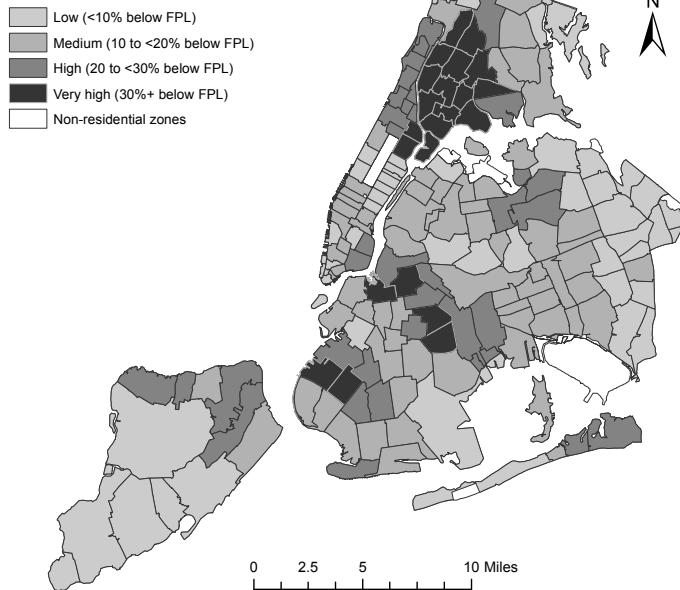 Low (<10% below FPL)
Medium (10 to <20% below FPL)
High (20 to <30% below FPL)
Very high (30%+ below FPL)
Non-residential zones
N
0 2.5 5 10 Miles